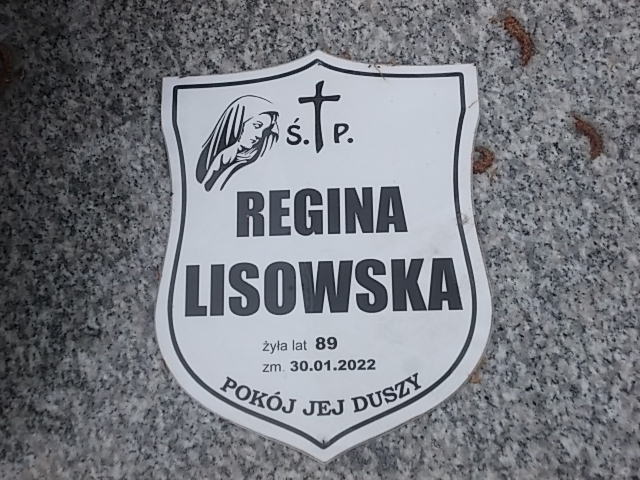 Ś. P.
REGINA
LISOWSKA
żyła lat 89
zm. 30.01.2022
POKÓJ JEJ DUSZY